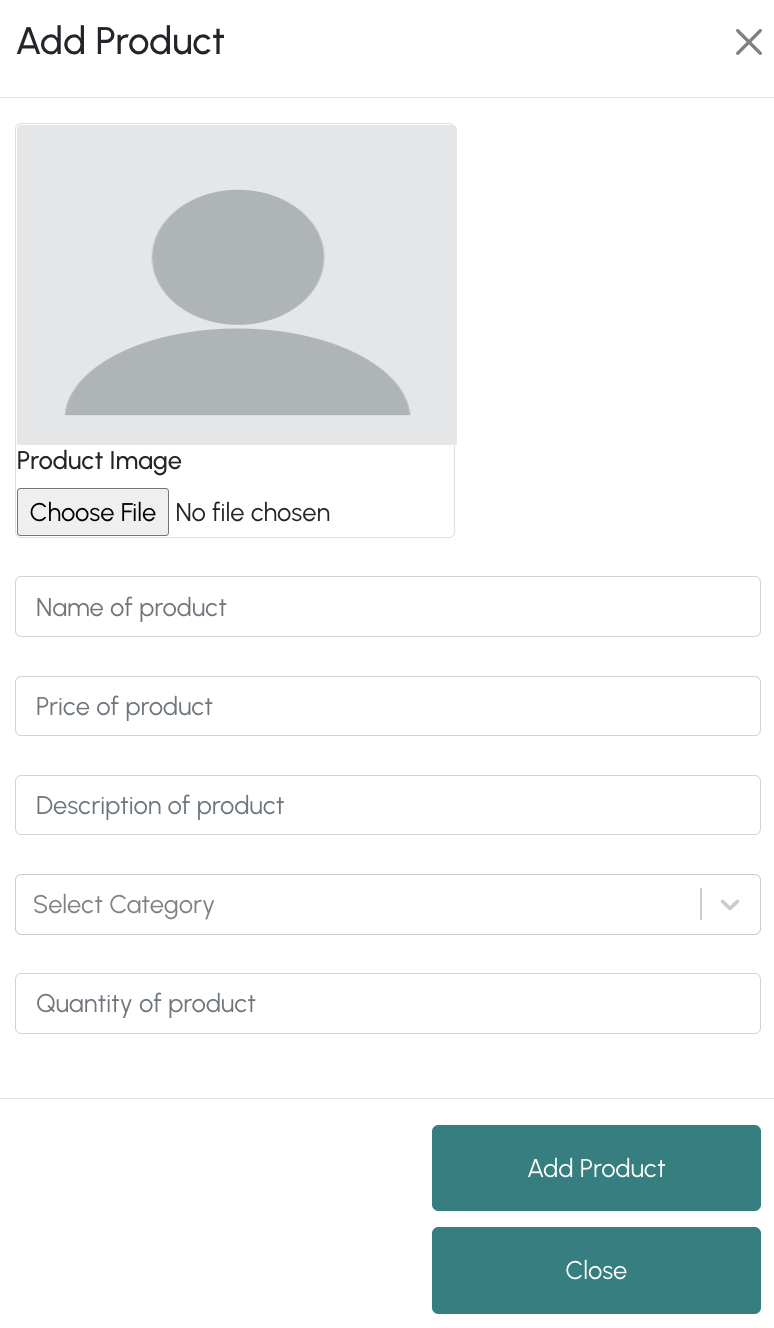 Add Product
Product Image
Choose File No file chosen
Name of product
Price of product
Description of product
Select Category
Quantity of product
Add Product
Close